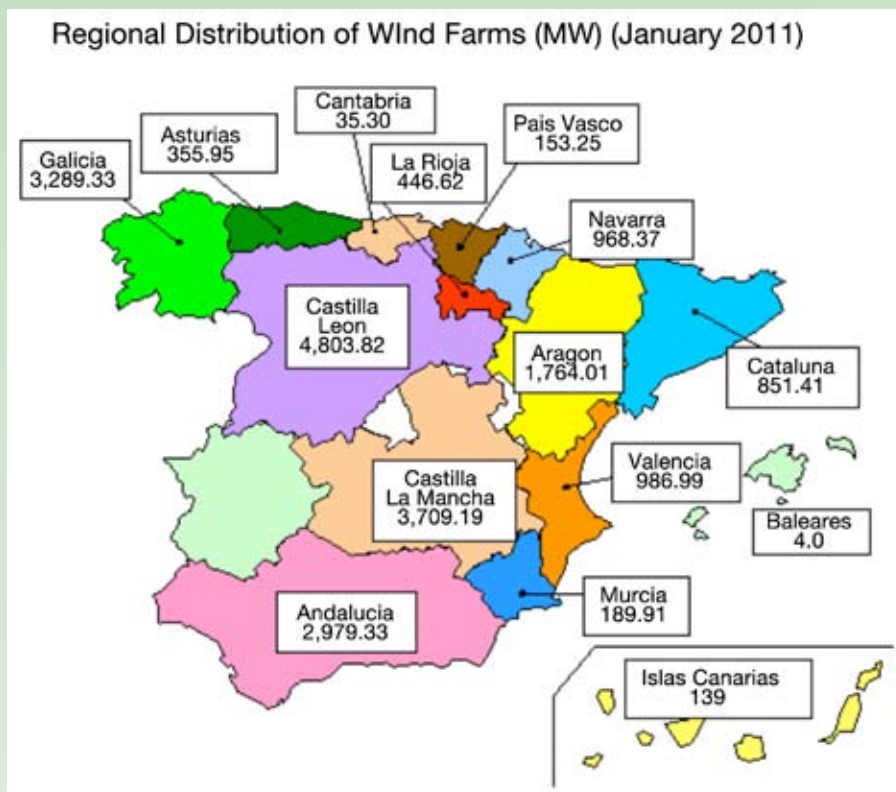 Regional Distribution of WInd Farms (MW) (January 2011)
Cantabria
35.30
Pais Vasco
153.25
Asturias
355.95
La Rioja
446.62
Galicia
3,289.33
Navarra
968.37
Castilla
Leon
4,803.82
Aragon
1,764.01
Cataluna
851.41
Castilla
La Mancha
3,709.19
Valencia
986.99
Baleares
4.0
Andalucia
2,979.33
Murcia
189.91
Islas Canarias
139